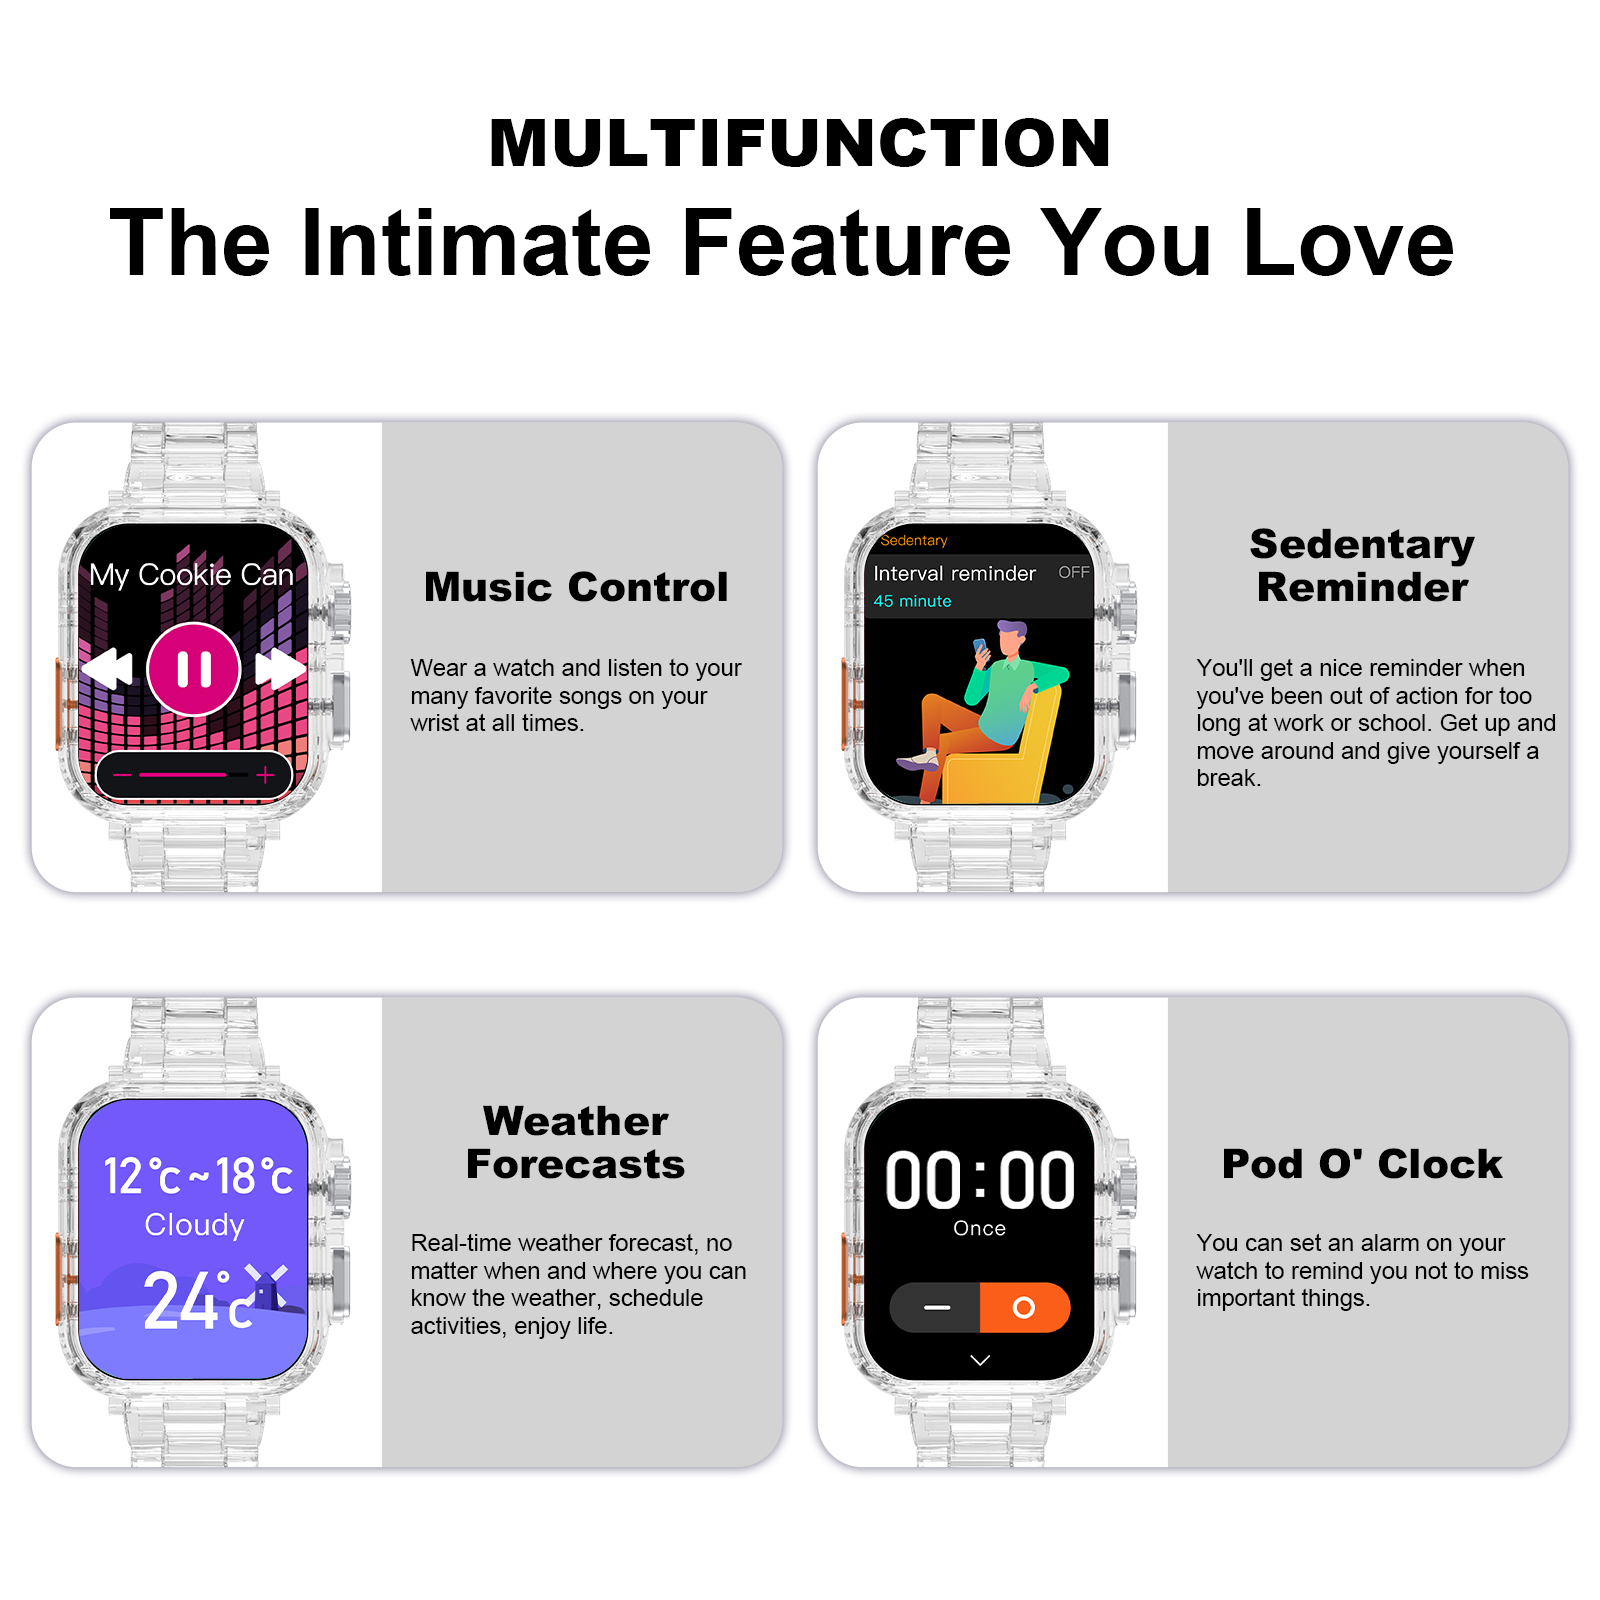 MULTIFUNCTION
The Intimate Feature You Love
My Cookie Can
Music Control
Wear a watch and listen to your
many favorite songs on your
wrist at all times.
Sedentary
Interval reminder OFF
45 minute
Sedentary
Reminder
You'll get a nice reminder when
you've been out of action for too
long at work or school. Get up and
move around and give yourself a
break.
12°c~18°c
Cloudy
24°c
Weather
Forecasts
Real-time weather forecast, no
matter when and where you can
know the weather, schedule
activities, enjoy life.
00:00
Once
Pod O' Clock
You can set an alarm on your
watch to remind you not to miss
important things.